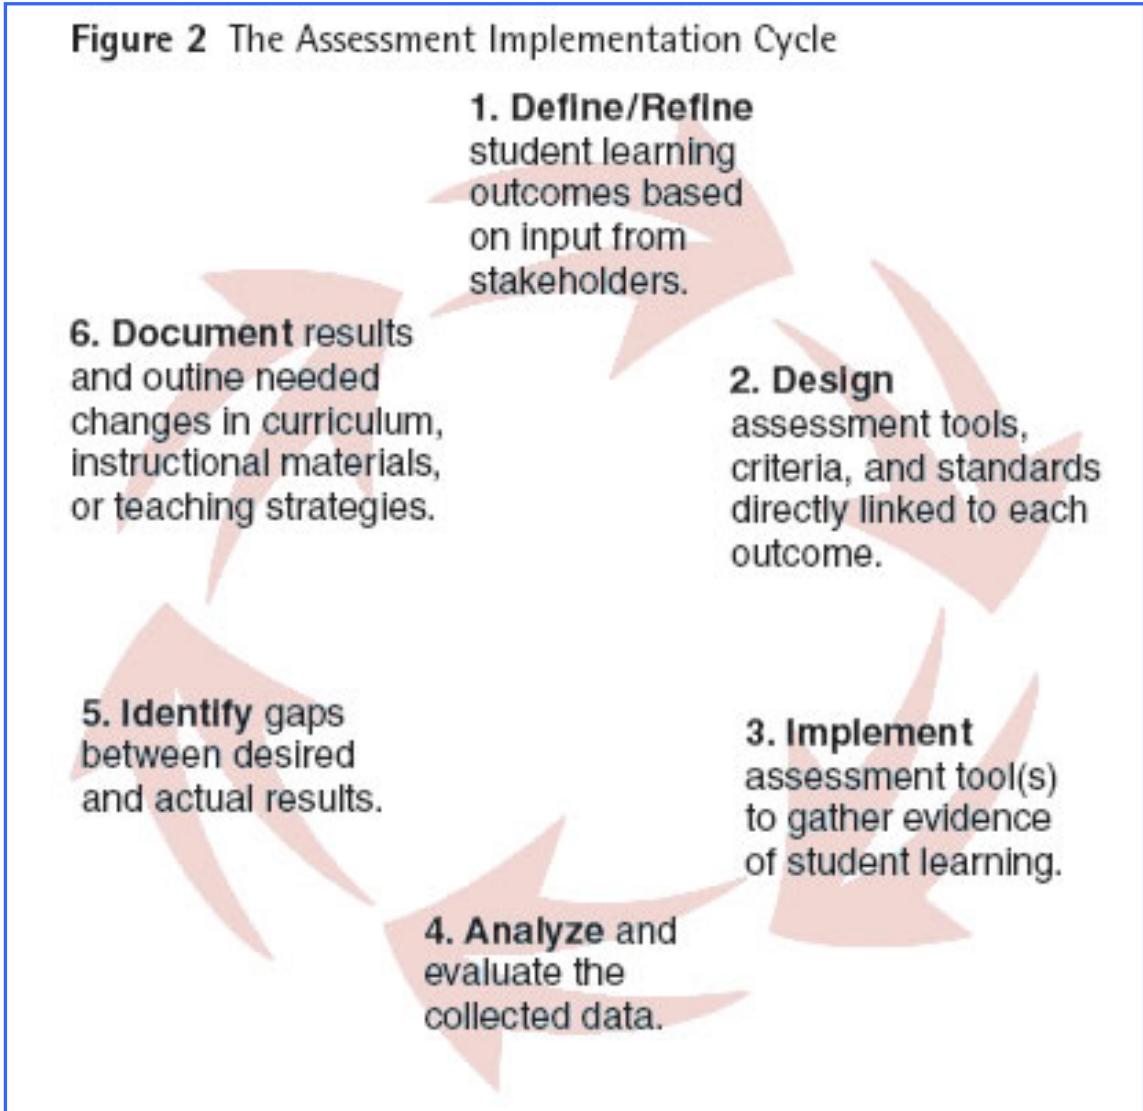 Figure 2 The Assessment Implementation Cycle
1. Define/Refine
student learning
outcomes based
on input from
stakeholders.
2. Design
assessment tools,
criteria, and standards
directly linked to each
outcome.
3. Implement
assessment tool(s)
to gather evidence
of student learning.
4. Analyze and
evaluate the
collected data.
5. Identify gaps
between desired
and actual results.
6. Document results
and outine needed
changes in curriculum,
instructional materials,
or teaching strategies.